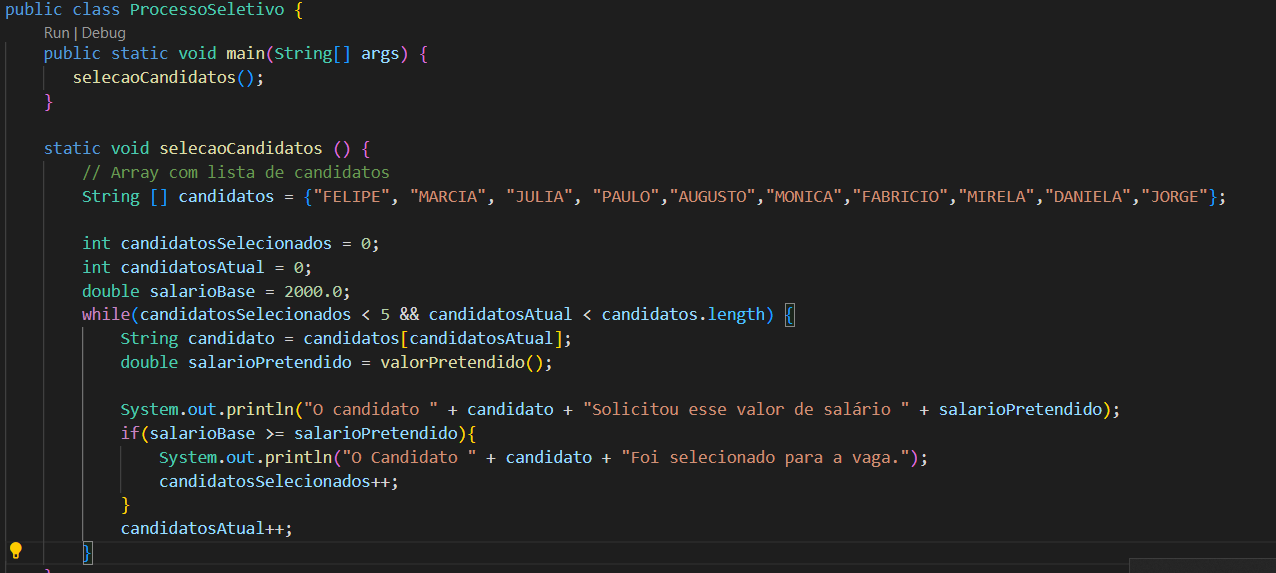 public class ProcessoSeletivo {
Run | Debug
public static void main(String[] args) {
selecaoCandidatos();
}
static void selecaoCandidatos () {
// Array com lista de candidatos
String [] candidatos = {"FELIPE", "MARCIA", "JULIA", "PAULO","AUGUSTO","MONICA","FABRICIO","MIRELA","DANIELA","JORGE"};
int candidatosSelecionados = 0;
int candidatosAtual = 0;
double salarioBase = 2000.0;
while(candidatosSelecionados < 5 && candidatosAtual < candidatos.length) {
String candidato = candidatos[candidatosAtual];
double salarioPretendido = valorPretendido();
System.out.println("O candidato " + candidato + "Solicitou esse valor de salário " + salarioPretendido);
if(salarioBase >= salarioPretendido){
System.out.println("O Candidato " + candidato + "Foi selecionado para a vaga.");
candidatosSelecionados++;
}
candidatosAtual++;
}